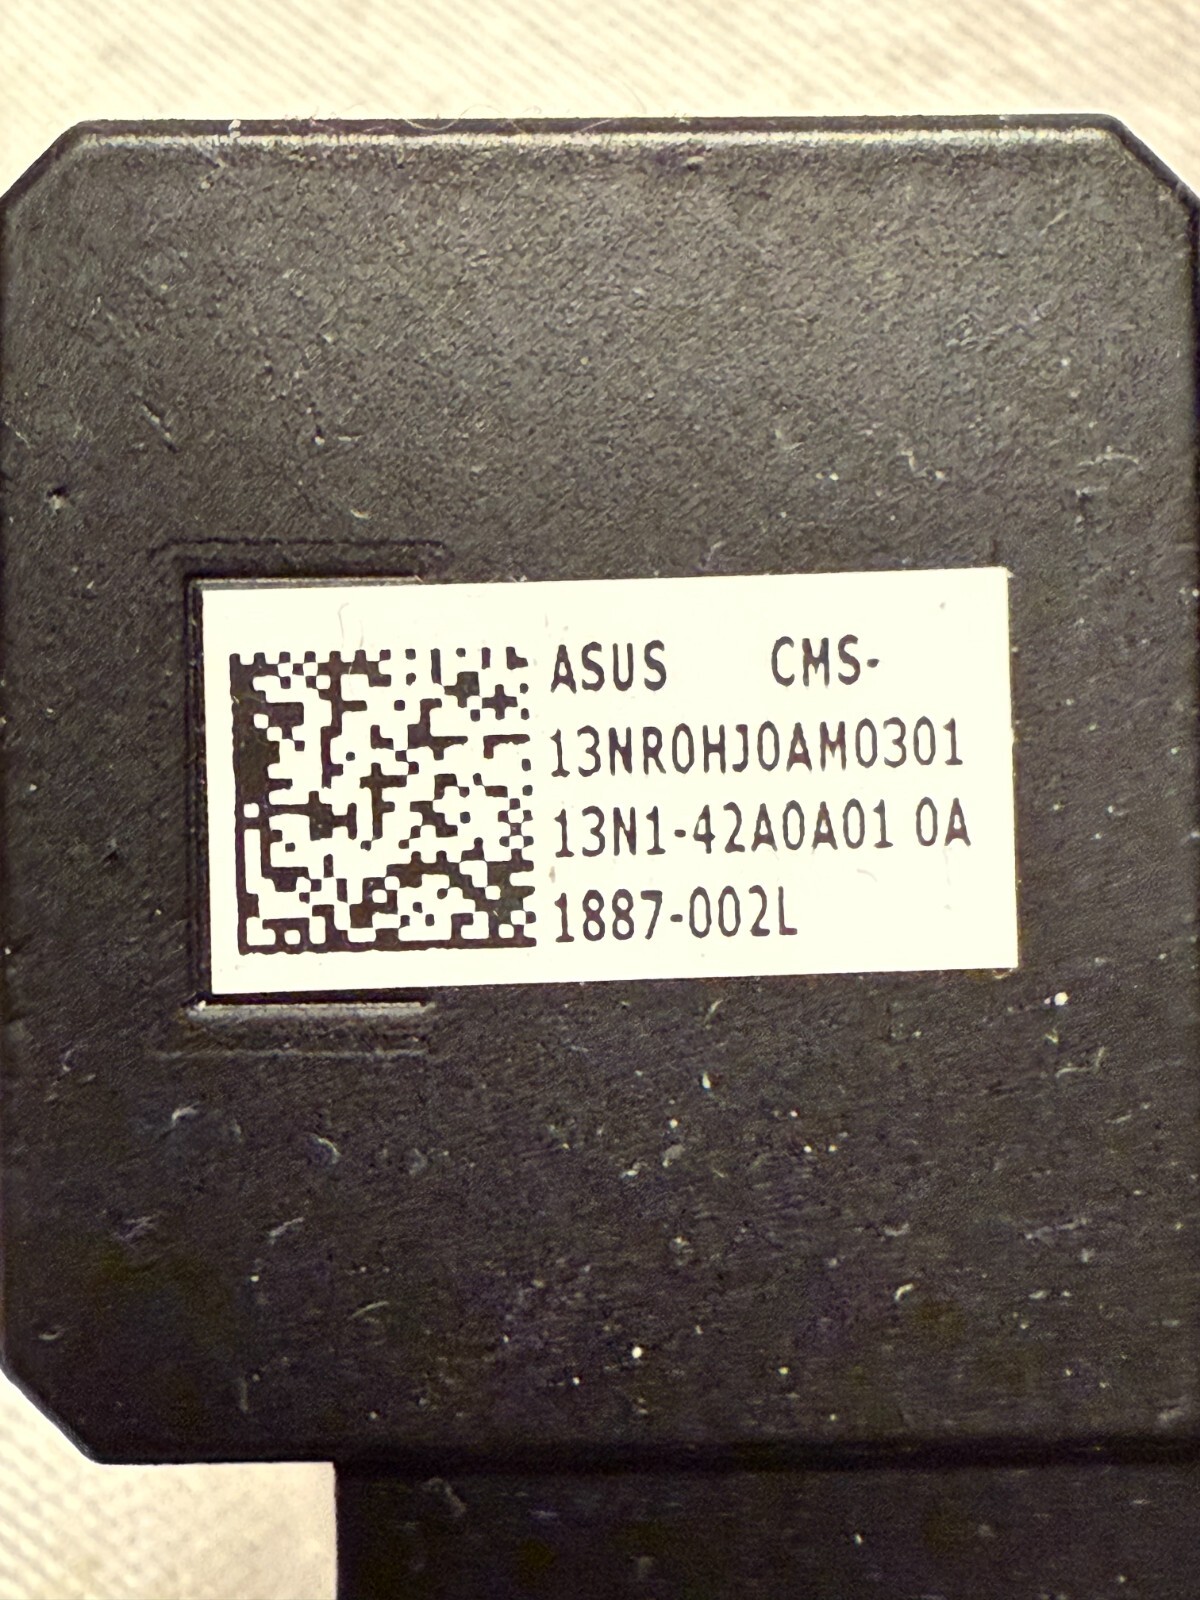 ASUS CMS-
13NR0HJ0AM0301
13N1-42A0A01 0A
1887-002L